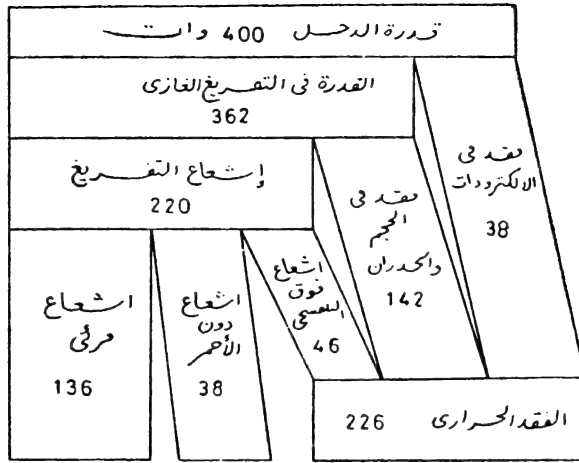 قدرة الدخل 400 وات
القدرة فى التفريغ الغازى
362
فقد فى
الالكترودات
38
إشعاع التفريغ
220
فقد فى
الحجم
والجدران
142
اشعاع
مرئى
136
اشعاع
دون
الأحمر
38
اشعاع
فوق
البنفسجى
46
الفقد الحرارى 226